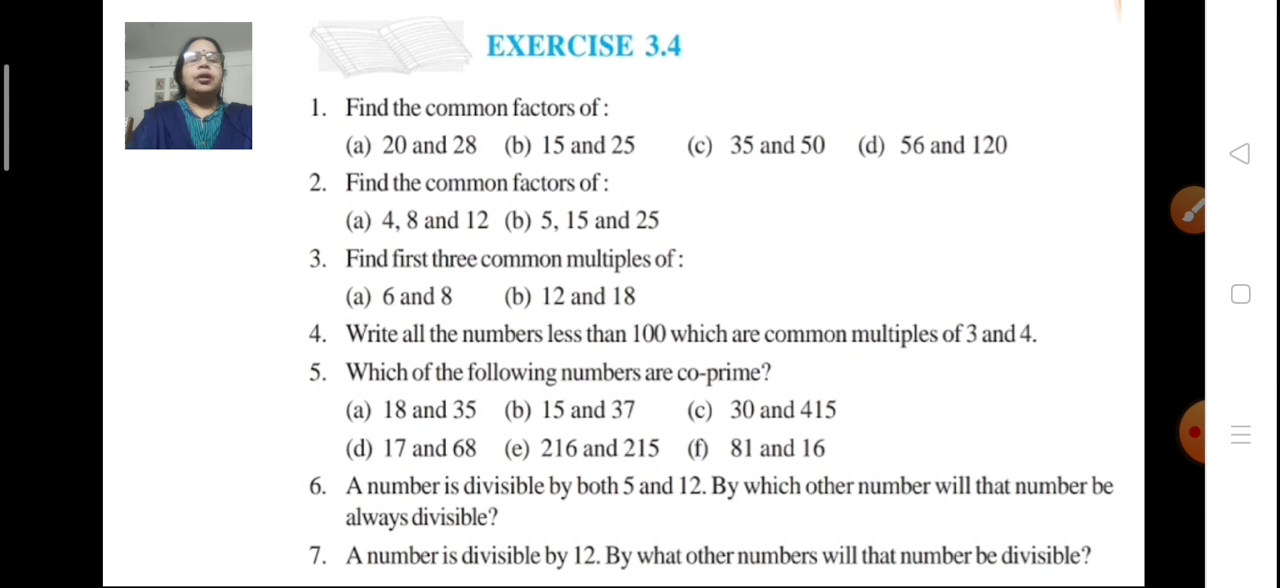 EXERCISE 3.4
1. Find the common factors of :
(a) 20 and 28 (b) 15 and 25 (c) 35 and 50 (d) 56 and 120
2. Find the common factors of :
(a) 4, 8 and 12 (b) 5, 15 and 25
3. Find first three common multiples of :
(a) 6 and 8 (b) 12 and 18
4. Write all the numbers less than 100 which are common multiples of 3 and 4.
5. Which of the following numbers are co-prime?
(a) 18 and 35 (b) 15 and 37 (c) 30 and 415
(d) 17 and 68 (e) 216 and 215 (f) 81 and 16
6. A number is divisible by both 5 and 12. By which other number will that number be
always divisible?
7. A number is divisible by 12. By what other numbers will that number be divisible?